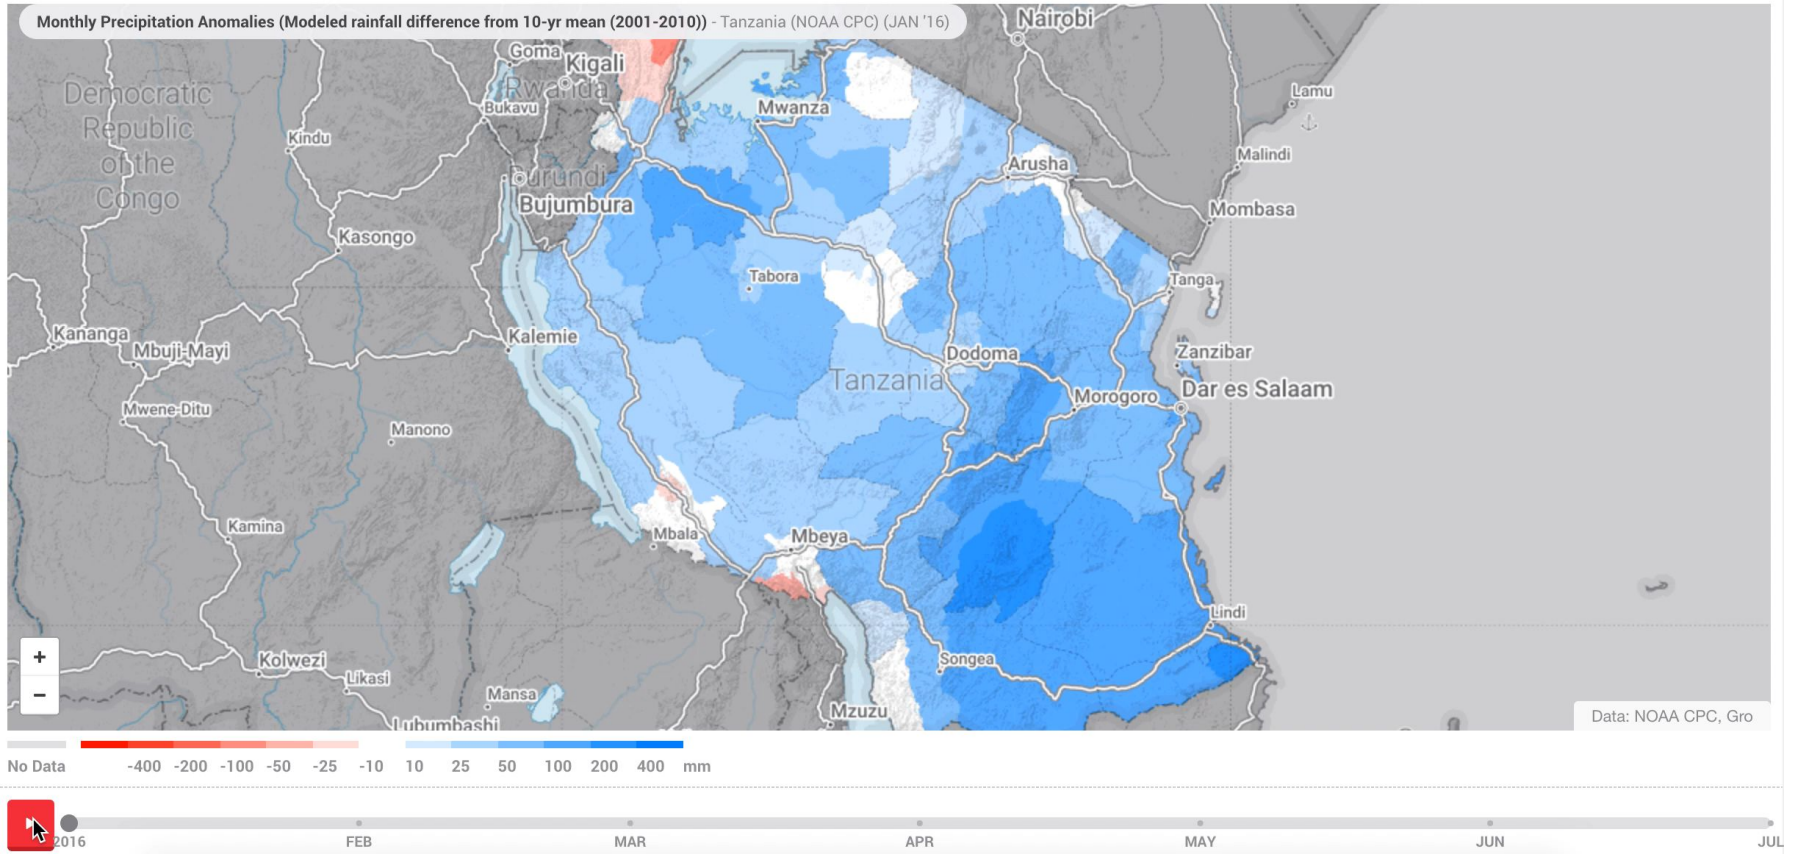 Monthly Precipitation Anomalies (Modeled rainfall difference from 10-yr mean (2001-2010)) - Tanzania (NOAA CPC) (JAN '16)
Nairobi
Goma
Kigali
Rwanda
Democratic
Republic
of the
Congo
Bukavu
Mwanza
Lamu
Kindu
Malindi
Arusha
Burundi
Bujumbura
Mombasa
Kasongo
Tabora
Tanga
Kananga
Mbuji-Mayi
Kalemie
Dodoma
Zanzibar
Tanzania
Dar es Salaam
Morogoro
Mwene-Ditu
Manono
Kamina
Mbala
Mbeya
Lindi
Kolwezi
Songea
Likasi
Mansa
Mzuzu
Lubumbashi
+
−
Data: NOAA CPC, Gro
No Data -400 -200 -100 -50 -25 -10 10 25 50 100 200 400 mm
2016 FEB MAR APR MAY JUN JUL